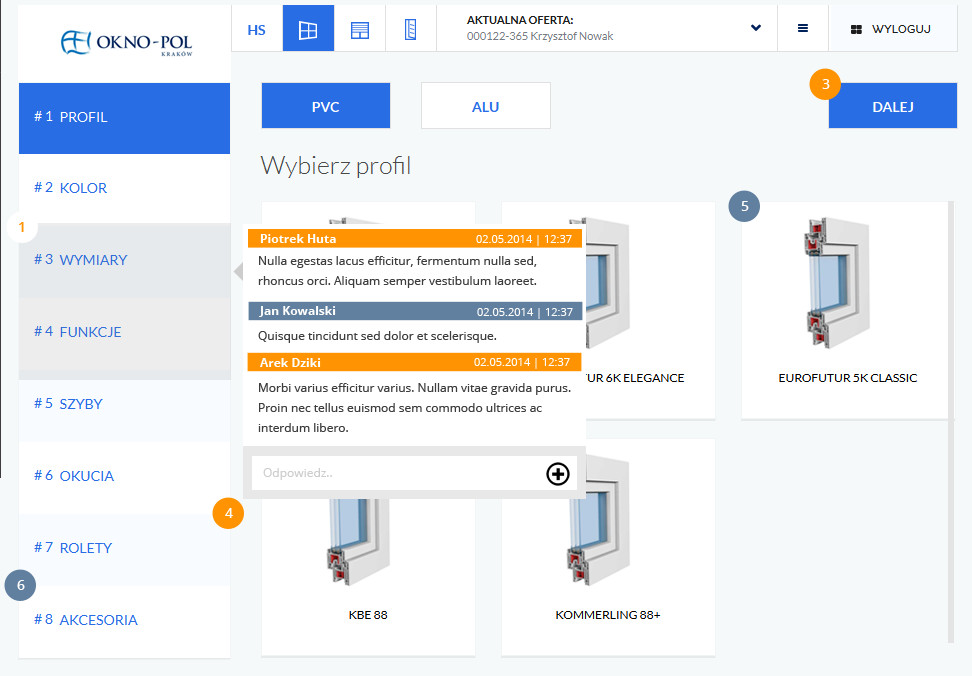 OKNO-POL
KRAKÓW
HS
AKTUALNA OFERTA:
000122-365 Krzysztof Nowak
WYLOGUJ
#1 PROFIL
#2 KOLOR
1
#3 WYMIARY
#4 FUNKCJE
#5 SZYBY
#6 OKUCIA
4
#7 ROLETY
6
#8 AKCESORIA
PVC
ALU
3
DALEJ
Wybierz profil
5
Piotrek Huta 02.05.2014 | 12:37
Nulla egestas lacus efficitur, fermentum nulla sed,
rhoncus orci. Aliquam semper vestibulum laoreet.
Jan Kowalski 02.05.2014 | 12:37
Quisque tincidunt sed dolor et scelerisque.
Arek Dziki 02.05.2014 | 12:37
Morbi varius efficitur varius. Nullam vitae gravida purus.
Proin nec tellus euismod sem commodo ultrices ac
interdum libero.
Odpowiedz..
UR 6K ELEGANCE
EUROFUTUR 5K CLASSIC
KBE 88
KOMMERLING 88+